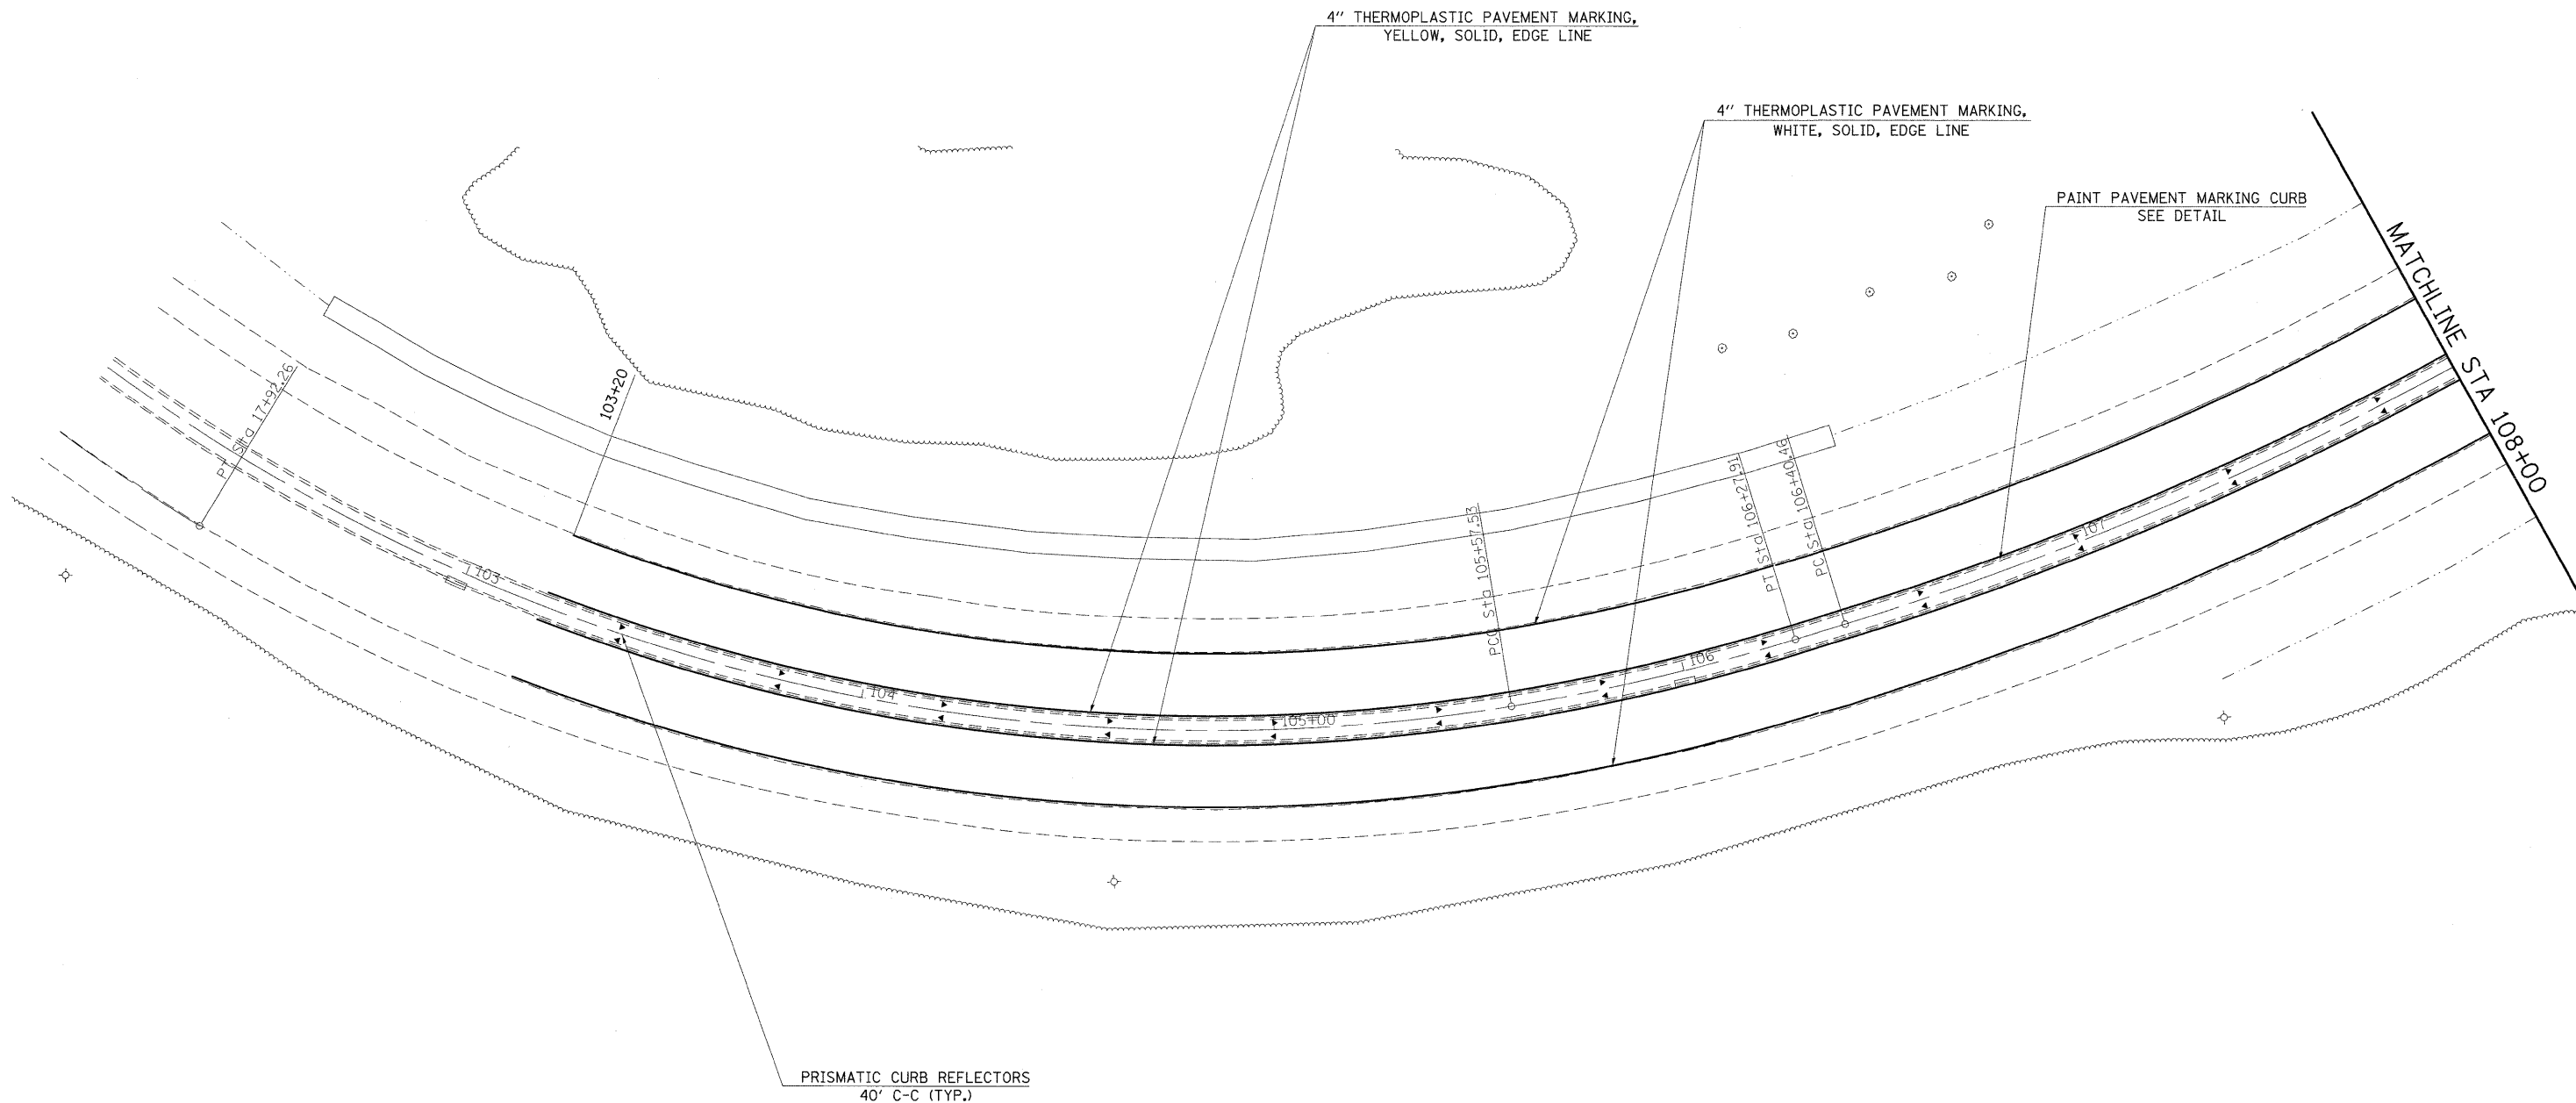 4" THERMOPLASTIC PAVEMENT MARKING,
YELLOW, SOLID, EDGE LINE
4" THERMOPLASTIC PAVEMENT MARKING,
WHITE, SOLID, EDGE LINE
PAINT PAVEMENT MARKING CURB
SEE DETAIL
MATCHLINE STA 108+00
PT Sta 17+92.26
103+20
PCC Sta 105+57.53
PT Sta 106+27.91
PC Sta 106+40.46
103
104
105+00
106
107
PRISMATIC CURB REFLECTORS
40' C-C (TYP.)